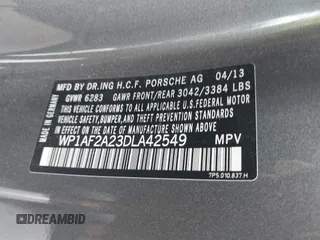 MFD BY DR.ING H.C.F. PORSCHE AG 04/13
GVWR 6283 GAWR FRONT/REAR 3042/3384 LBS
THIS VEHICLE CONFORMS TO ALL APPLICABLE U.S. FEDERAL MOTOR VEHICLE
SAFETY, BUMPER, AND THEFT PREVENTION STANDARDS IN EFFECT
ON THE DATE OF MANUFACTURE SHOWN ABOVE.
WP1AF2A23DLA42549 MPV
7P5.010.837.H
MADE IN GERMANY
© DREAMBID
DREAMBID.COM